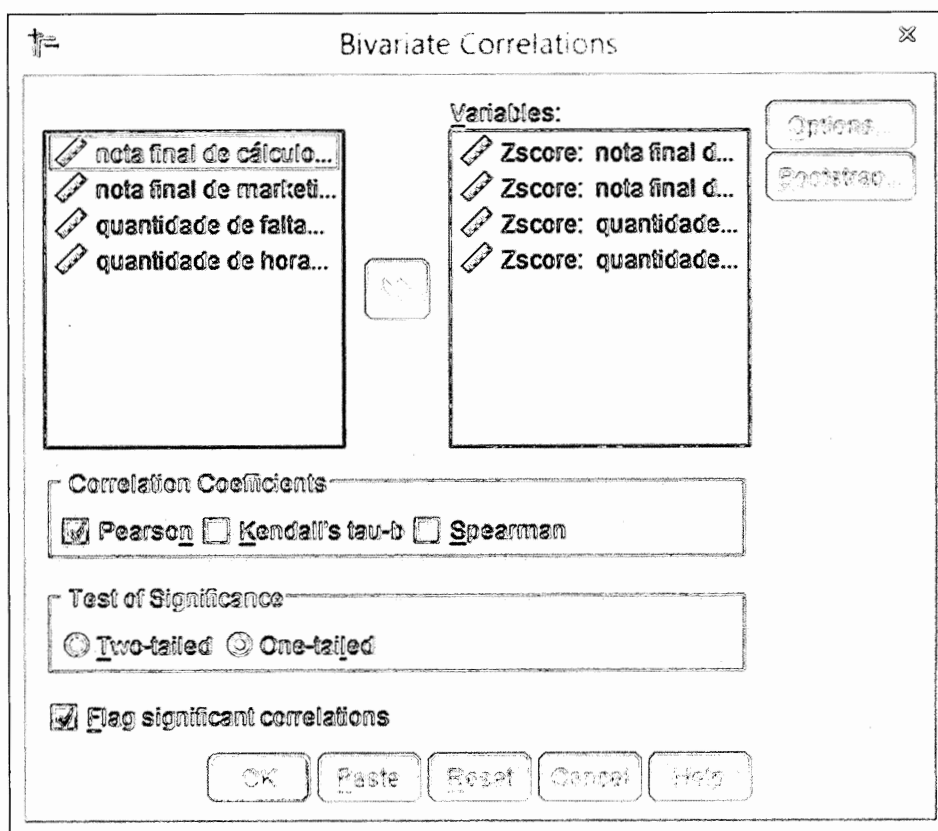 Bivariate Correlations
Variables:
nota final de cálculo...
nota final de marketi...
quantidade de falta...
quantidade de hora...
Zscore: nota final d...
Zscore: nota final d...
Zscore: quantidade...
Zscore: quantidade...
Options...
Bootstrap...
Correlation Coefficients
Pearson Kendall's tau-b Spearman
Test of Significance
Two-tailed One-tailed
Flag significant correlations
OK Paste Reset Cancel Help